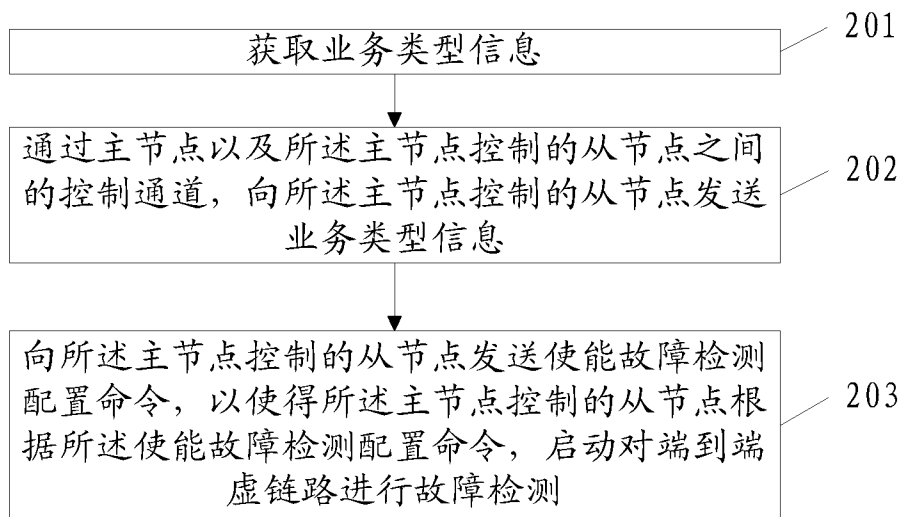 获取业务类型信息
201
通过主节点以及所述主节点控制的从节点之间
的控制通道，向所述主节点控制的从节点发送
业务类型信息
202
向所述主节点控制的从节点发送使能故障检测
配置命令，以使得所述主节点控制的从节点根
据所述使能故障检测配置命令，启动对端到端
虚链路进行故障检测
203